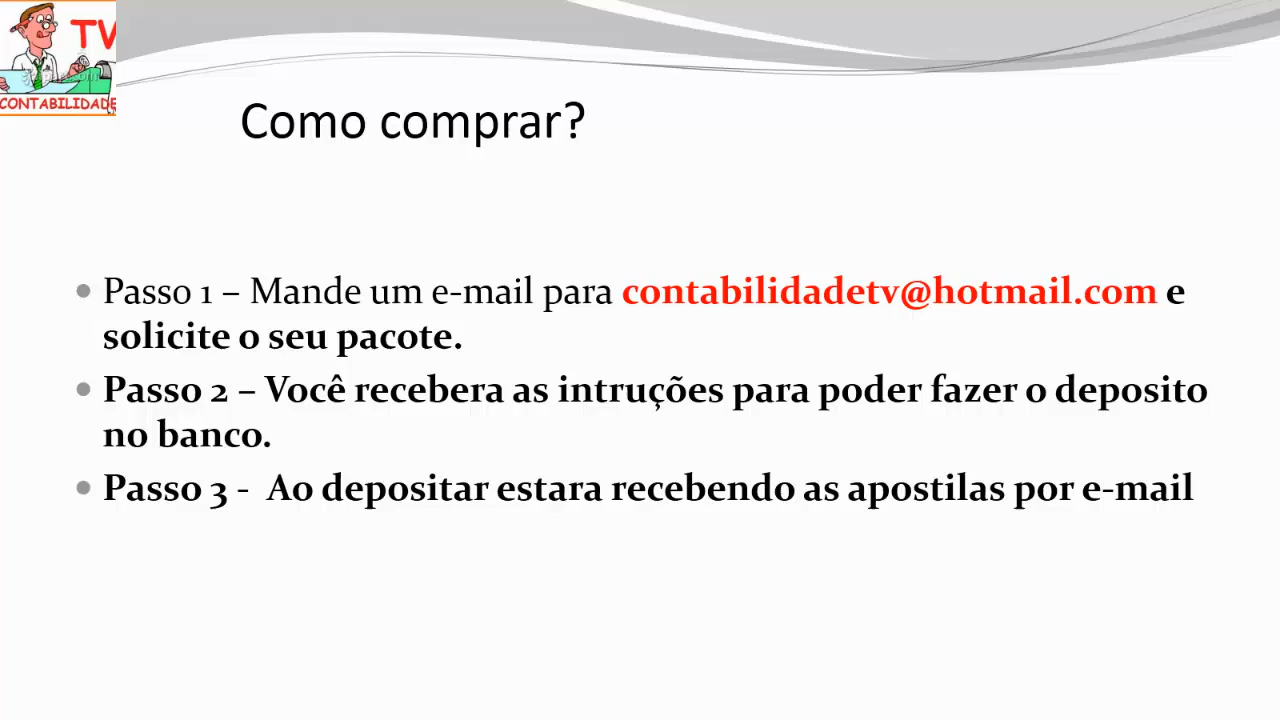 TV
CONTABILIDADE
Como comprar?
Passo 1 – Mande um e-mail para contabilidadetv@hotmail.com e
solicite o seu pacote.
Passo 2 – Você recebera as intruções para poder fazer o deposito
no banco.
Passo 3 - Ao depositar estara recebendo as apostilas por e-mail